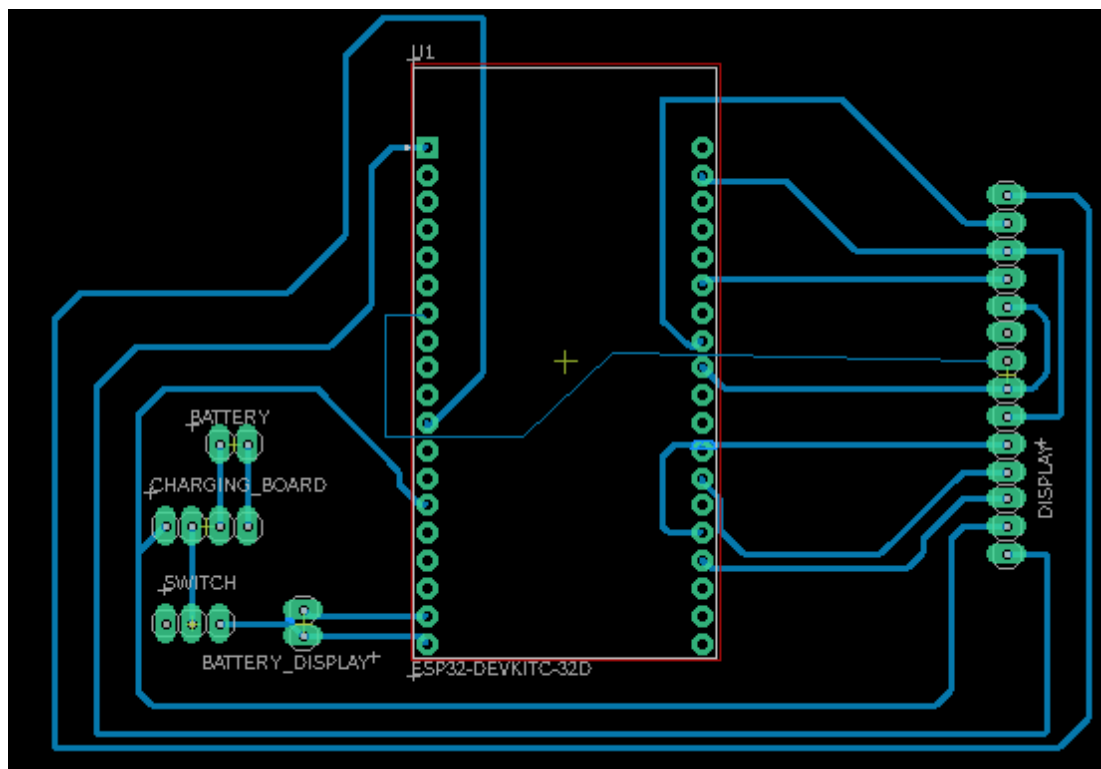 U1
BATTERY
CHARGING_BOARD
DISPLAY
SWITCH
BATTERY_DISPLAY
ESP32-DEVKITC-32D